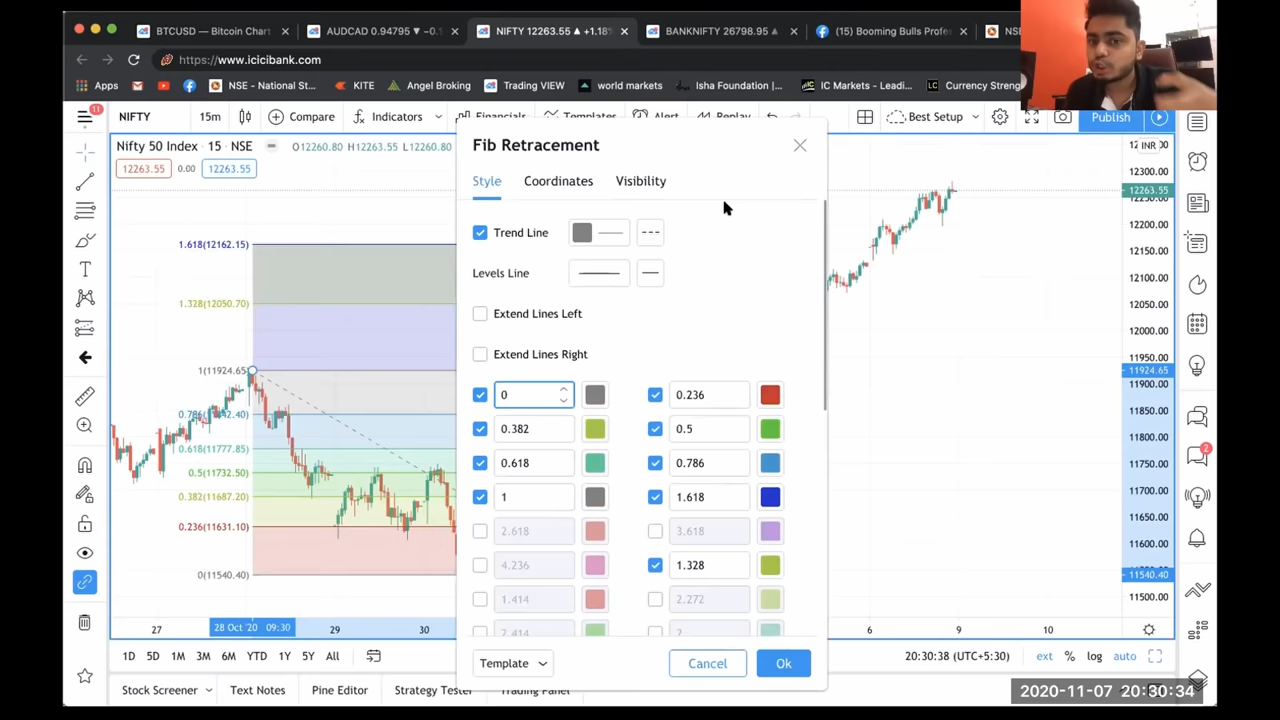 BTCUSD — Bitcoin Chart
AUDCAD 0.94795 ▼ −0.1
NIFTY 12263.55 ▲ +1.18%
BANKNIFTY 26798.95 ▲
(15) Booming Bulls Profe
NSE
https://www.icicibank.com
Apps
NSE - National St...
KITE
Angel Broking
Trading VIEW
world markets
Isha Foundation |...
IC Markets - Leadi...
Currency Streng
11
NIFTY
15m
Compare
Indicators
Financials
Templates
Alert
Replay
Best Setup
Publish
Nifty 50 Index · 15 · NSE
O12260.80 H12263.55 L12260.80
12263.55
0.00
12263.55
INR
12300.00
12263.55
12250.00
12200.00
12150.00
12100.00
12050.00
12000.00
11950.00
11924.65
11900.00
11850.00
11800.00
11750.00
11700.00
11650.00
11600.00
11550.00
11540.40
11500.00
1.618(12162.15)
1.328(12050.70)
1(11924.65)
0.786(11842.40)
0.618(11777.85)
0.5(11732.50)
0.382(11687.20)
0.236(11631.10)
0(11540.40)
Fib Retracement
Style
Coordinates
Visibility
Trend Line
Levels Line
Extend Lines Left
Extend Lines Right
0
0.236
0.382
0.5
0.618
0.786
1
1.618
2.618
3.618
4.236
1.328
1.414
2.272
2.414
2
Template
Cancel
Ok
2
27
28 Oct '20 09:30
29
30
6
9
10
1D 5D 1M 3M 6M YTD 1Y 5Y All
20:30:38 (UTC+5:30)
ext % log auto
Stock Screener
Text Notes
Pine Editor
Strategy Tester
Trading Panel
2020-11-07 20:30:34